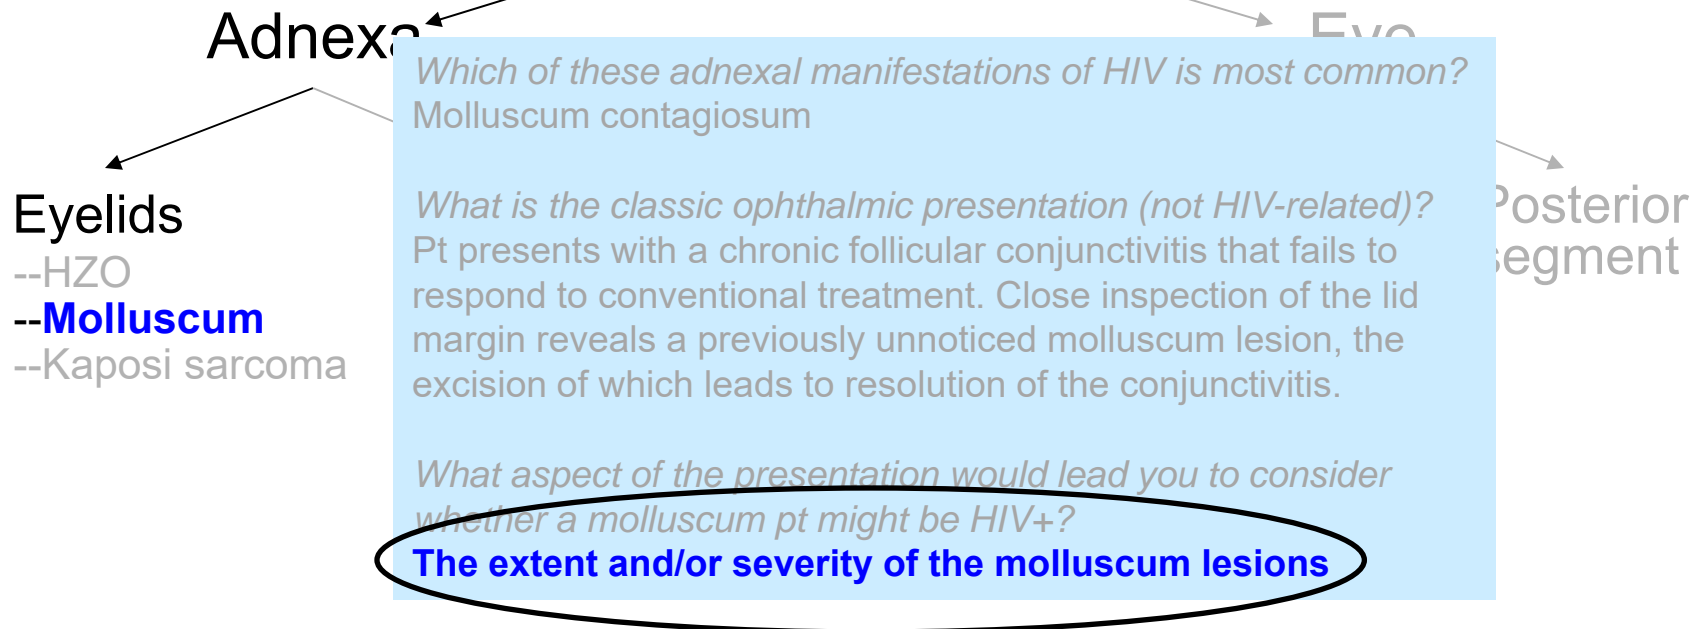 Adnexa
Eye
Which of these adnexal manifestations of HIV is most common?
Molluscum contagiosum
What is the classic ophthalmic presentation (not HIV-related)?
Pt presents with a chronic follicular conjunctivitis that fails to
respond to conventional treatment. Close inspection of the lid
margin reveals a previously unnoticed molluscum lesion, the
excision of which leads to resolution of the conjunctivitis.
What aspect of the presentation would lead you to consider
whether a molluscum pt might be HIV+?
The extent and/or severity of the molluscum lesions
Eyelids
--HZO
--Molluscum
--Kaposi sarcoma
Posterior
segment